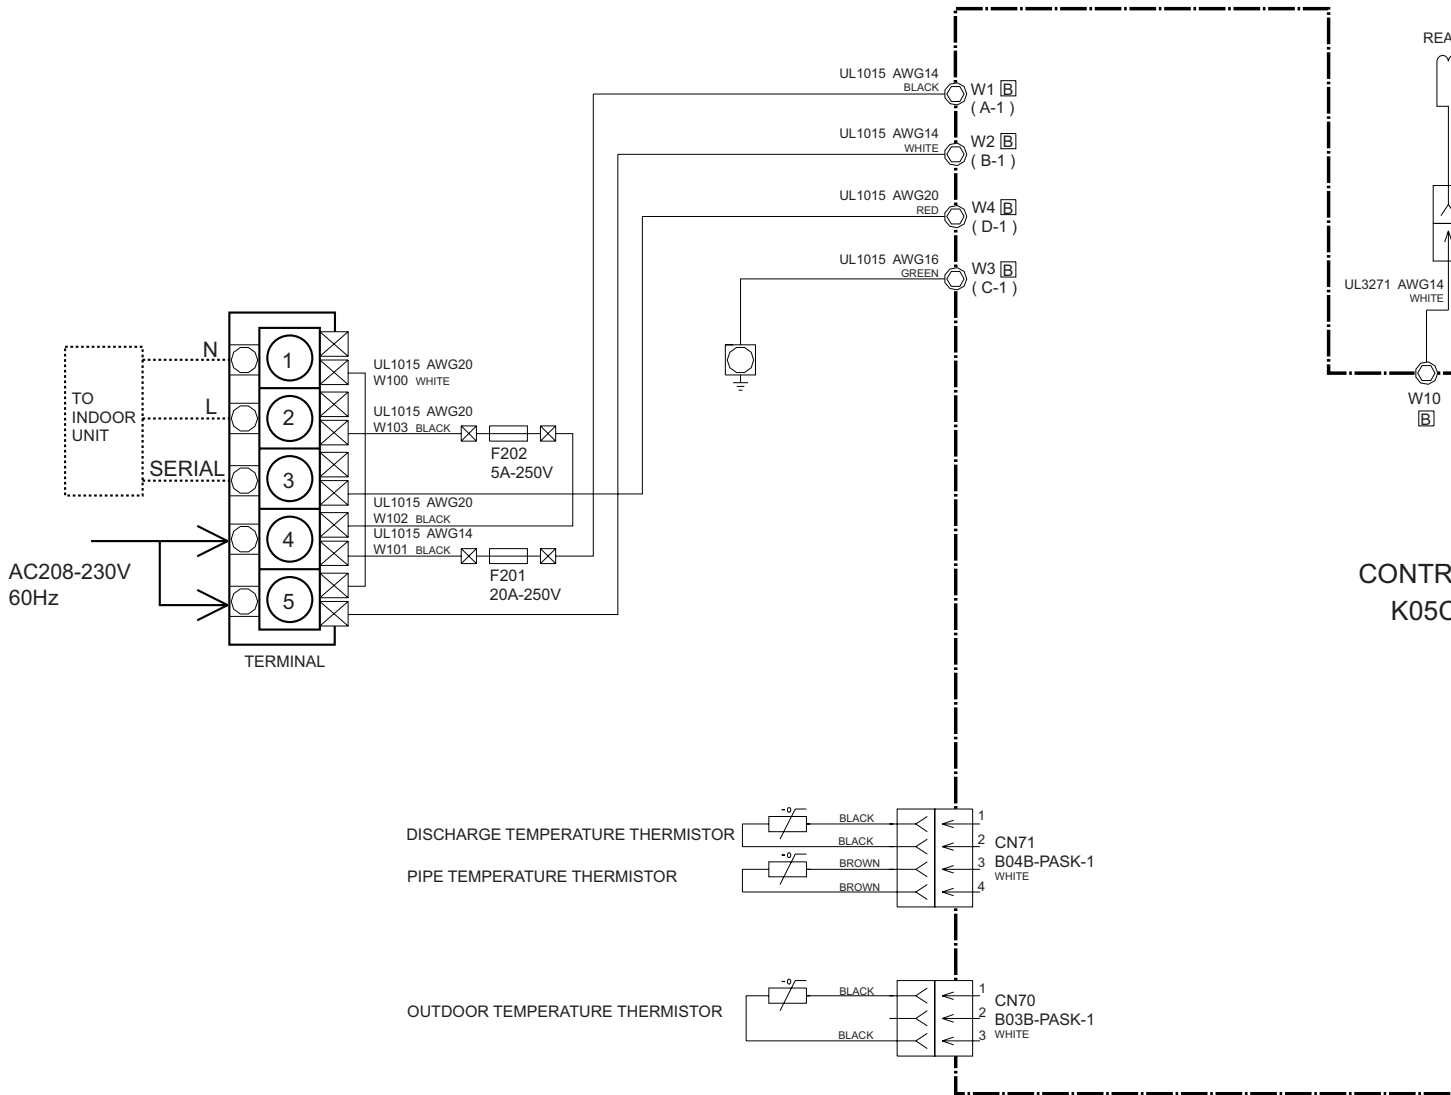 REA
UL1015 AWG14
BLACK
W1 B
( A-1 )
UL1015 AWG14
WHITE
W2 B
( B-1 )
UL1015 AWG20
RED
W4 B
( D-1 )
UL1015 AWG16
GREEN
W3 B
( C-1 )
UL3271 AWG14
WHITE
W10
B
TO
INDOOR
UNIT
N
L
SERIAL
1
2
3
4
5
UL1015 AWG20
W100 WHITE
UL1015 AWG20
W103 BLACK
F202
5A-250V
UL1015 AWG20
W102 BLACK
UL1015 AWG14
W101 BLACK
F201
20A-250V
AC208-230V
60Hz
TERMINAL
CONTR
K05C
DISCHARGE TEMPERATURE THERMISTOR
-θ
BLACK
BLACK
PIPE TEMPERATURE THERMISTOR
-θ
BROWN
BROWN
1
2
3
4
CN71
B04B-PASK-1
WHITE
OUTDOOR TEMPERATURE THERMISTOR
-θ
BLACK
BLACK
1
2
3
CN70
B03B-PASK-1
WHITE